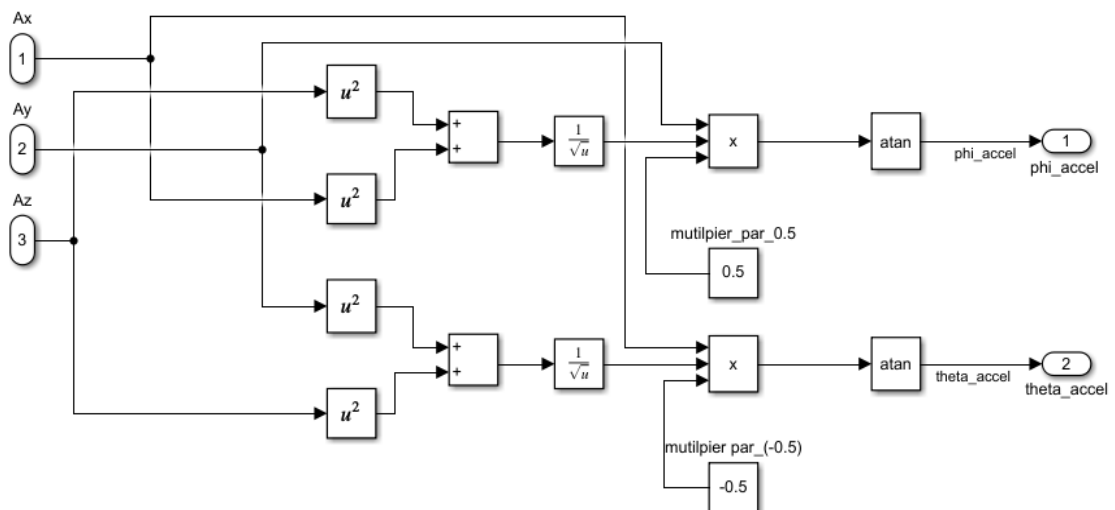 Ax
1
Ay
2
Az
3
u²
u²
u²
u²
+
+
+
+
1
√u
1
√u
x
mutilpier_par_0.5
0.5
x
mutilpier par_(-0.5)
-0.5
atan
phi_accel
1
phi_accel
atan
theta_accel
2
theta_accel